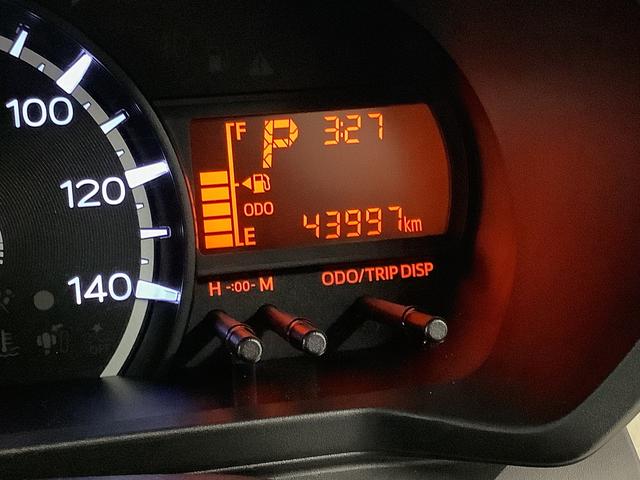 100
120
140
F
P 3:27
ODO
E
43997km
H -:00- M
ODO/TRIP DISP